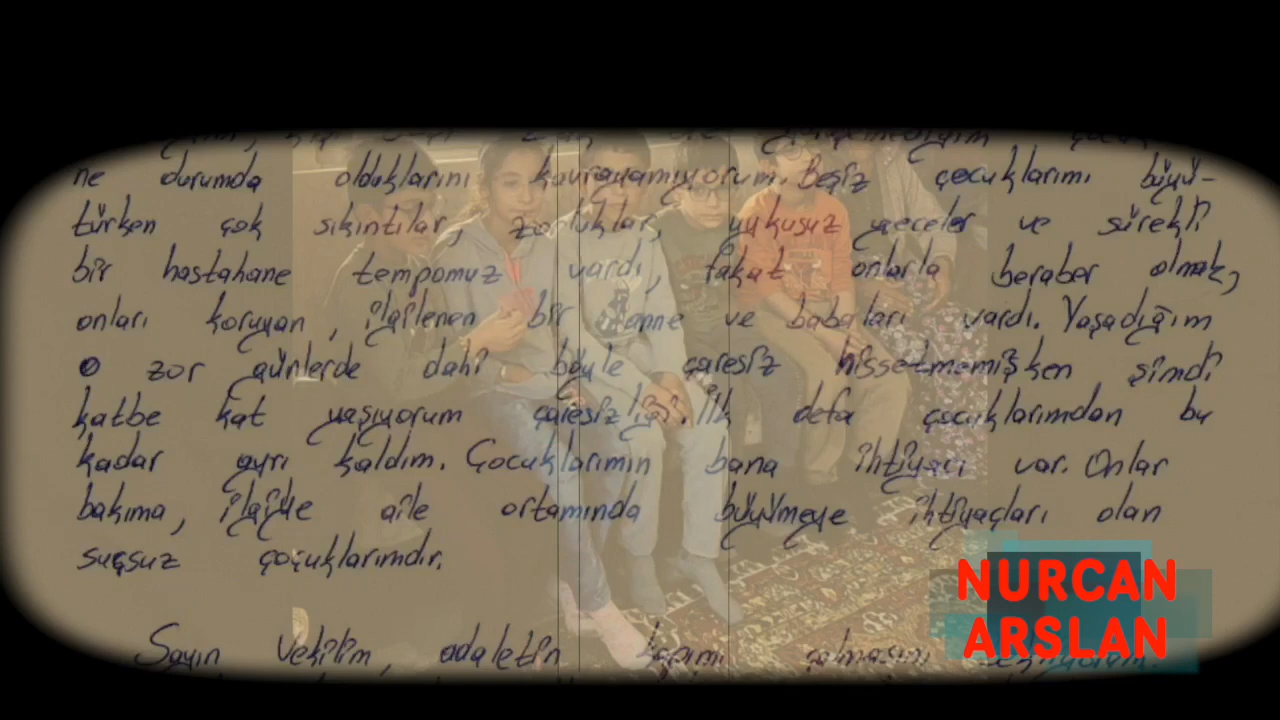 ne durumda olduklarını kavrayamıyorum. Beşiz çocuklarımı büyü-
türken çok sıkıntılar, zorluklar, uykusuz geceler ve sürekli
bir hastahane tempomuz vardı, fakat onlarla beraber olmak,
onları koruyan, ilgilenen bir anne ve babaları vardı. Yaşadığım
o zor günlerde dahi böyle çaresiz hissetmemişken şimdi
katbe kat yaşıyorum çaresizliği. İlk defa çocuklarımdan bu
kadar ayrı kaldım. Çocuklarımın bana ihtiyacı var. Onlar
bakıma, ilgiye aile ortamında büyümeye ihtiyaçları olan
suçsuz çoçuklarımdır.
Sayın Vekilim, adaletin kapımı çalmasını
NURCAN
ARSLAN